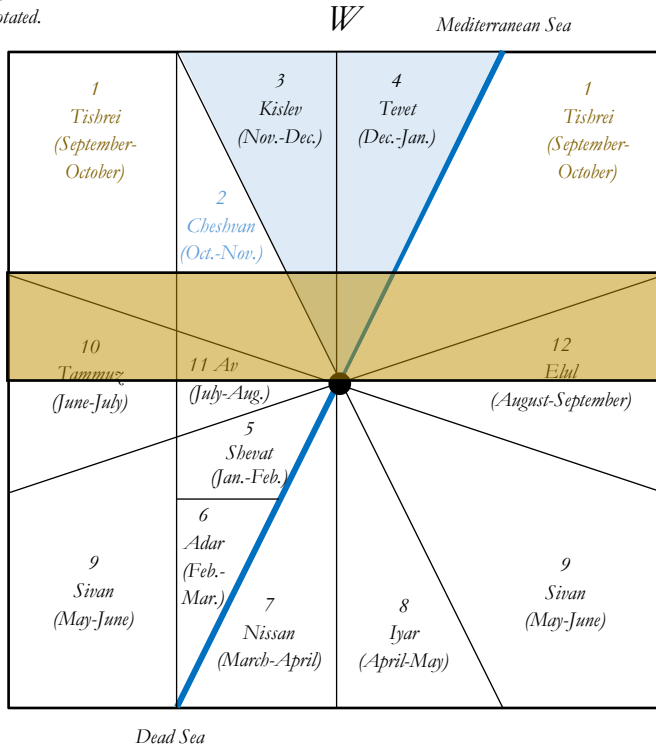 otated.
W
Mediterranean Sea
1
Tishrei
(September-
October)
3
Kislev
(Nov.-Dec.)
4
Tevet
(Dec.-Jan.)
1
Tishrei
(September-
October)
2
Cheshvan
(Oct.-Nov.)
10
Tammuz
(June-July)
11 Av
(July-Aug.)
12
Elul
(August-September)
5
Shevat
(Jan.-Feb.)
6
Adar
(Feb.-
Mar.)
9
Sivan
(May-June)
7
Nissan
(March-April)
8
Iyar
(April-May)
9
Sivan
(May-June)
Dead Sea